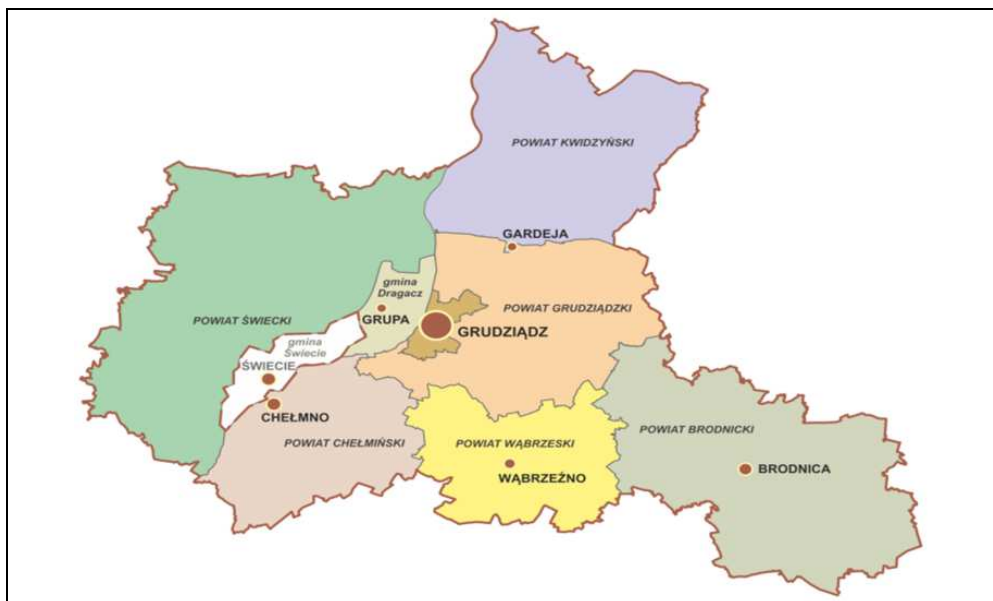 POWIAT KWIDZYŃSKI
GARDEJA
gmina
Dragacz
POWIAT GRUDZIĄDZKI
GRUPA
POWIAT ŚWIECKI
GRUDZIĄDZ
gmina
Świecie
ŚWIECIE
CHEŁMNO
POWIAT CHEŁMIŃSKI
POWIAT WĄBRZESKI
POWIAT BRODNICKI
WĄBRZEŹNO
BRODNICA